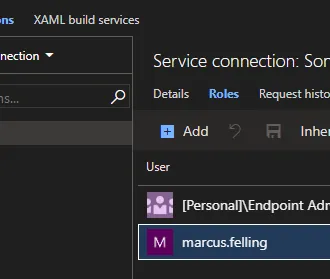 ons
XAML build services
nnection
Service connection: Son
ns...
Details
Roles
Request histo
Add
Inher
User
[Personal]\Endpoint Adm
M
marcus.felling